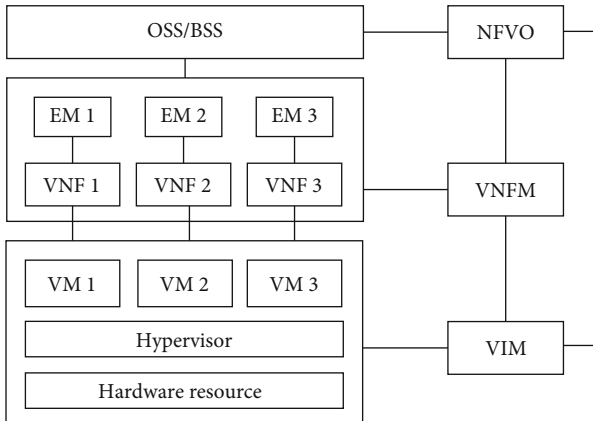 OSS/BSS
NFVO
EM 1
EM 2
EM 3
VNF 1
VNF 2
VNF 3
VNFM
VM 1
VM 2
VM 3
Hypervisor
VIM
Hardware resource